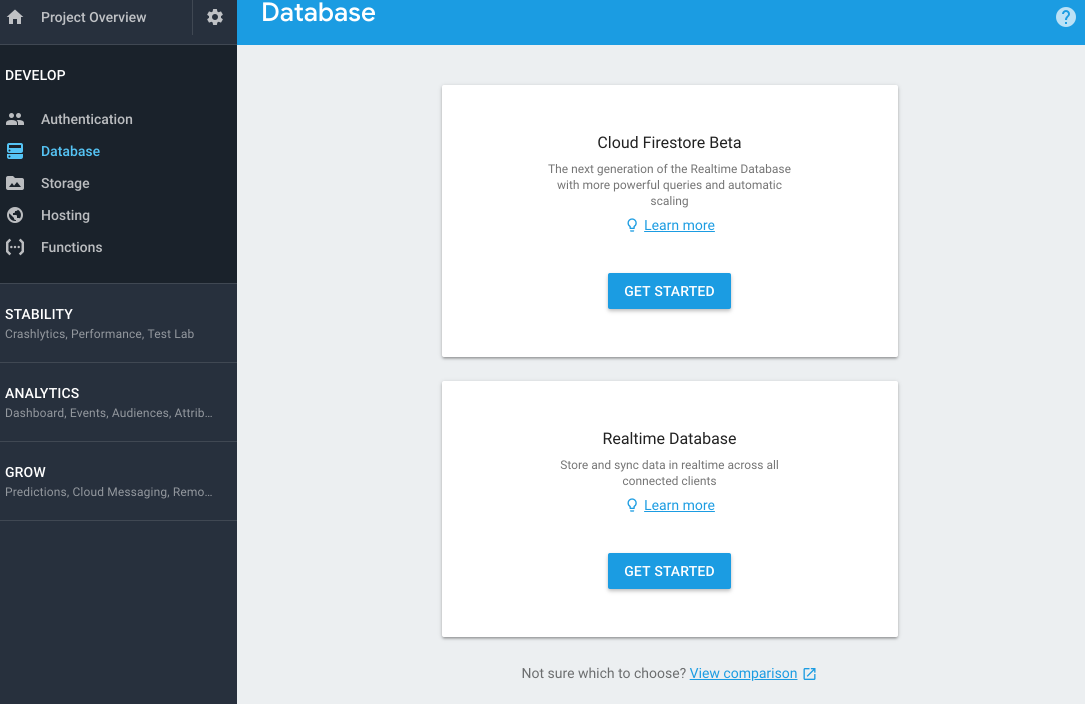 Project Overview
DEVELOP
Authentication
Database
Storage
Hosting
Functions
STABILITY
Crashlytics, Performance, Test Lab
ANALYTICS
Dashboard, Events, Audiences, Attrib...
GROW
Predictions, Cloud Messaging, Remo...
Database
?
Cloud Firestore Beta
The next generation of the Realtime Database
with more powerful queries and automatic
scaling
Learn more
GET STARTED
Realtime Database
Store and sync data in realtime across all
connected clients
Learn more
GET STARTED
Not sure which to choose? View comparison